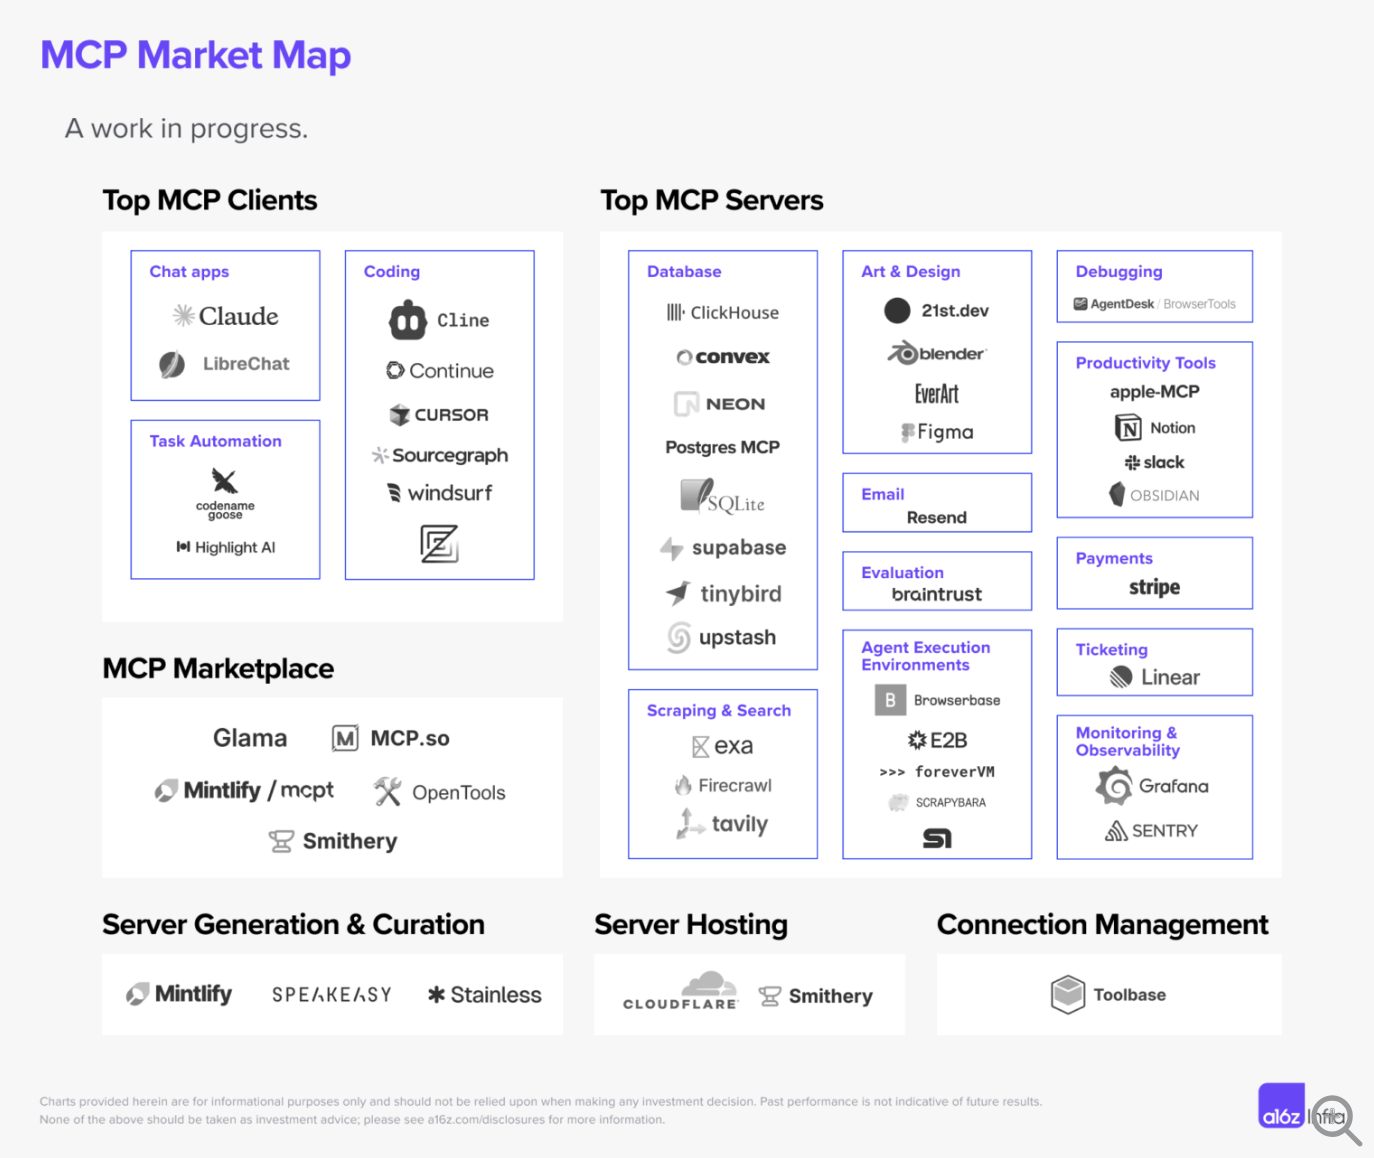 MCP Market Map
A work in progress.
Top MCP Clients
Chat apps
Claude
LibreChat
Task Automation
codename
goose
Highlight AI
Coding
Cline
Continue
CURSOR
Sourcegraph
windsurf
Top MCP Servers
Database
ClickHouse
convex
NEON
Postgres MCP
SQLite
supabase
tinybird
upstash
Scraping & Search
exa
Firecrawl
tavily
Art & Design
21st.dev
blender
EverArt
Figma
Email
Resend
Evaluation
braintrust
Agent Execution
Environments
B Browserbase
E2B
>>> foreverVM
SCRAPYBARA
S1
Debugging
AgentDesk / BrowserTools
Productivity Tools
apple-MCP
N Notion
slack
OBSIDIAN
Payments
stripe
Ticketing
Linear
Monitoring &
Observability
Grafana
SENTRY
MCP Marketplace
Glama
M MCP.so
Mintlify / mcpt
OpenTools
Smithery
Server Generation & Curation
Mintlify
SPEAKEASY
Stainless
Server Hosting
CLOUDFLARE
Smithery
Connection Management
Toolbase
Charts provided herein are for informational purposes only and should not be relied upon when making any investment decision. Past performance is not indicative of future results.
None of the above should be taken as investment advice; please see a16z.com/disclosures for more information.
a16z Infra